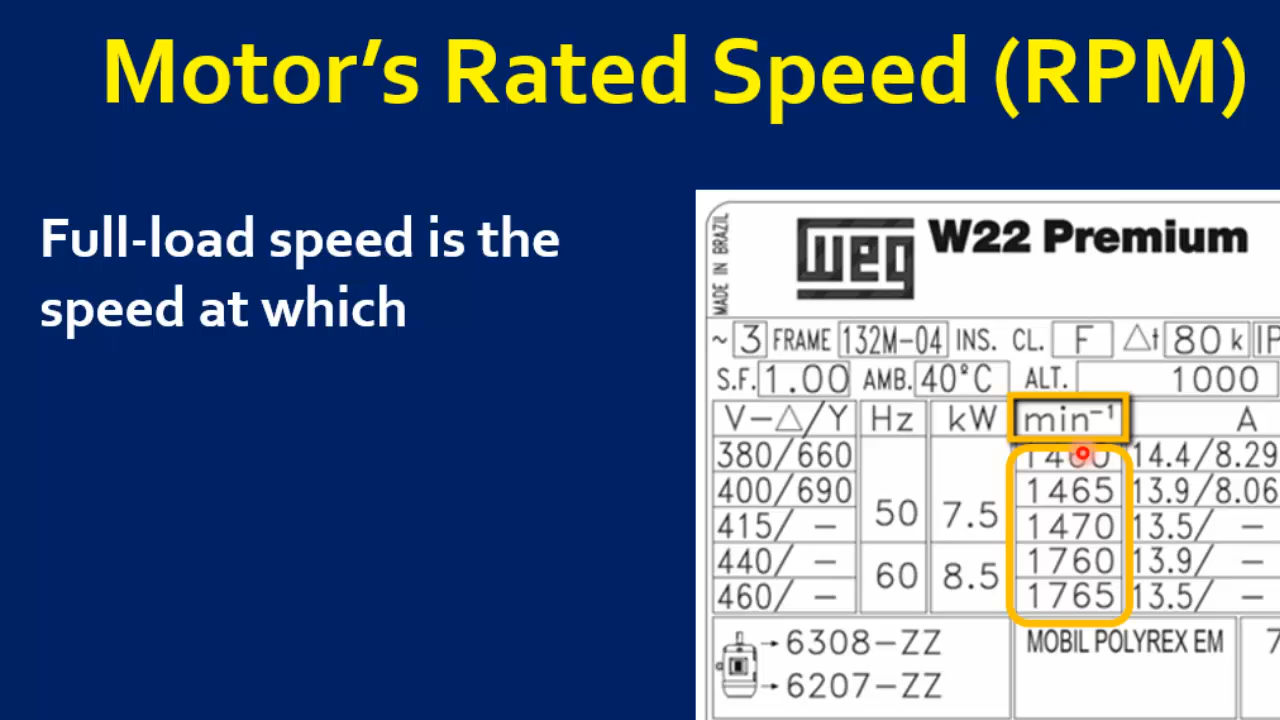 Motor's Rated Speed (RPM)
Full-load speed is the
speed at which
MADE IN BRAZIL
WEG W22 Premium
~ 3 FRAME 132M-04 INS. CL. F Δt 80 k IP
S.F. 1.00 AMB. 40°C ALT. 1000
V-Δ/Y Hz kW min⁻¹ A
380/660 1460 14.4/8.29
400/690 1465 13.9/8.06
415/ - 50 7.5 1470 13.5/ -
440/ - 1760 13.9/ -
460/ - 60 8.5 1765 13.5/ -
→6308-ZZ MOBIL POLYREX EM 7
→6207-ZZ